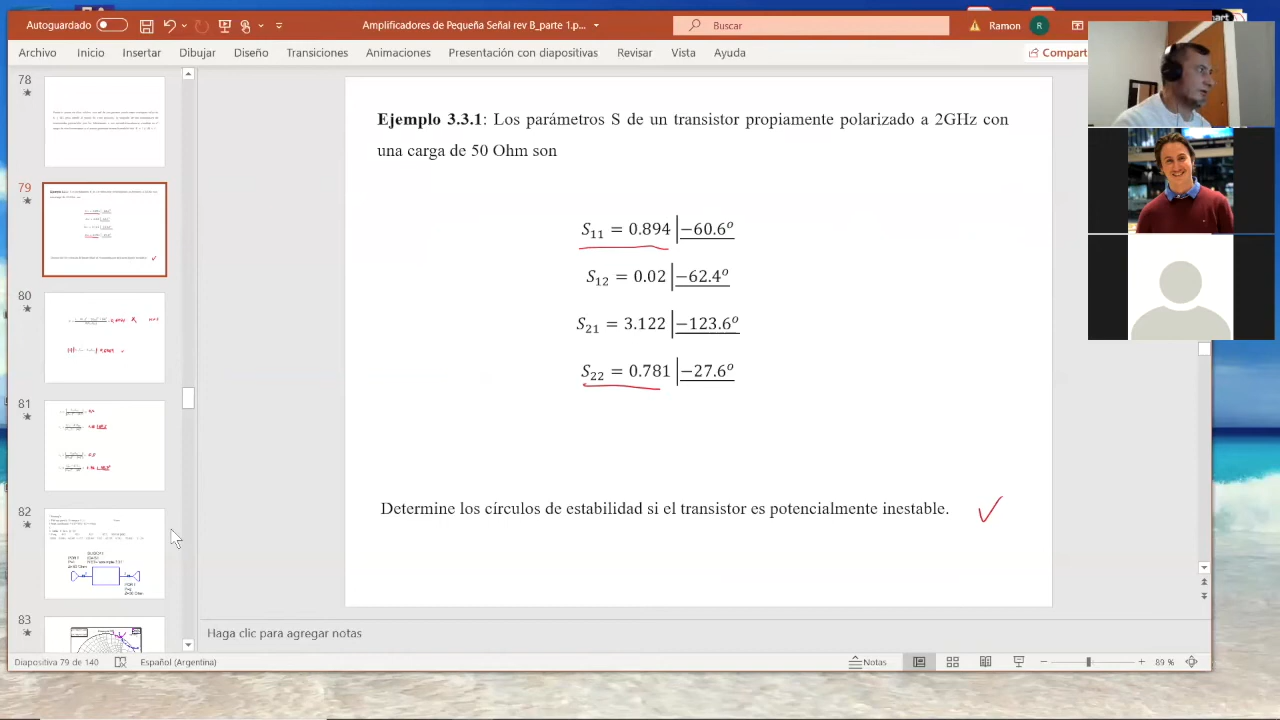 Autoguardado
Amplificadores de Pequeña Señal rev B_parte 1.p...
Buscar
Ramon
R
Archivo
Inicio
Insertar
Dibujar
Diseño
Transiciones
Animaciones
Presentación con diapositivas
Revisar
Vista
Ayuda
Compart
78
79
80
81
82
83
Ejemplo 3.3.1: Los parámetros S de un transistor propiamente polarizado a 2GHz con
una carga de 50 Ohm son
S₁₁ = 0.894 |−60.6°
S₁₂ = 0.02 |−62.4°
S₂₁ = 3.122 |−123.6°
S₂₂ = 0.781 |−27.6°
Determine los círculos de estabilidad si el transistor es potencialmente inestable.
Haga clic para agregar notas
Diapositiva 79 de 140
Español (Argentina)
Notas
89 %